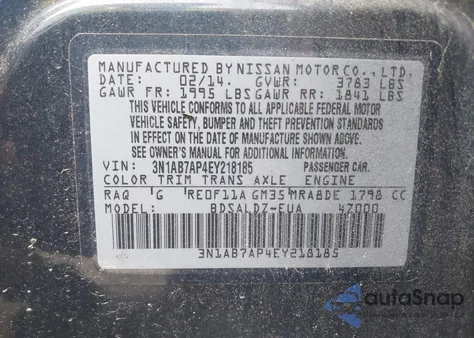 MANUFACTURED BY NISSAN MOTOR CO., LTD.
DATE: 02/14. GVWR: 3783 LBS
GAWR FR: 1995 LBS GAWR RR: 1841 LBS
THIS VEHICLE CONFORMS TO ALL APPLICABLE FEDERAL MOTOR
VEHICLE SAFETY, BUMPER AND THEFT PREVENTION STANDARDS
IN EFFECT ON THE DATE OF MANUFACTURE SHOWN ABOVE.
SEE OWNER'S MANUAL FOR ADDITIONAL INFORMATION.
VIN: 3N1AB7AP4EY218185 PASSENGER CAR.
COLOR TRIM TRANS AXLE ENGINE
RAQ G RE0F11A GM35 MRA8DE 1798 CC
MODEL: BDSALDZ-EUA 4Z000
3N1AB7AP4EY218185
autoSnap